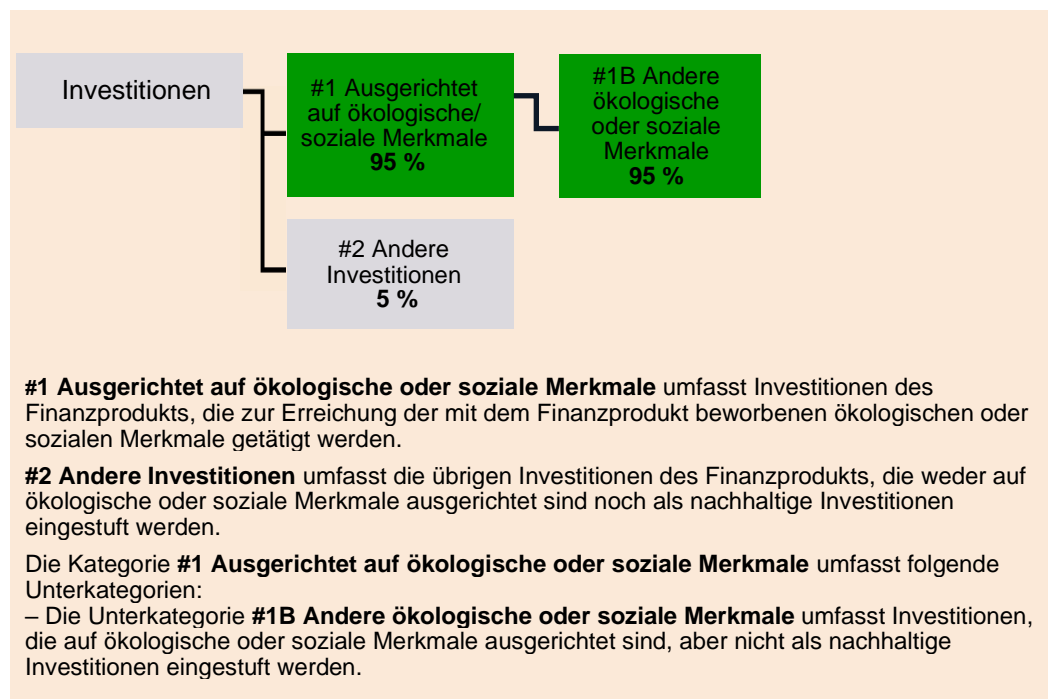 Investitionen
#1 Ausgerichtet
auf ökologische/
soziale Merkmale
95 %
#1B Andere
ökologische
oder soziale
Merkmale
95 %
#2 Andere
Investitionen
5 %
#1 Ausgerichtet auf ökologische oder soziale Merkmale umfasst Investitionen des
Finanzprodukts, die zur Erreichung der mit dem Finanzprodukt beworbenen ökologischen oder
sozialen Merkmale getätigt werden.
#2 Andere Investitionen umfasst die übrigen Investitionen des Finanzprodukts, die weder auf
ökologische oder soziale Merkmale ausgerichtet sind noch als nachhaltige Investitionen
eingestuft werden.
Die Kategorie #1 Ausgerichtet auf ökologische oder soziale Merkmale umfasst folgende
Unterkategorien:
– Die Unterkategorie #1B Andere ökologische oder soziale Merkmale umfasst Investitionen,
die auf ökologische oder soziale Merkmale ausgerichtet sind, aber nicht als nachhaltige
Investitionen eingestuft werden.